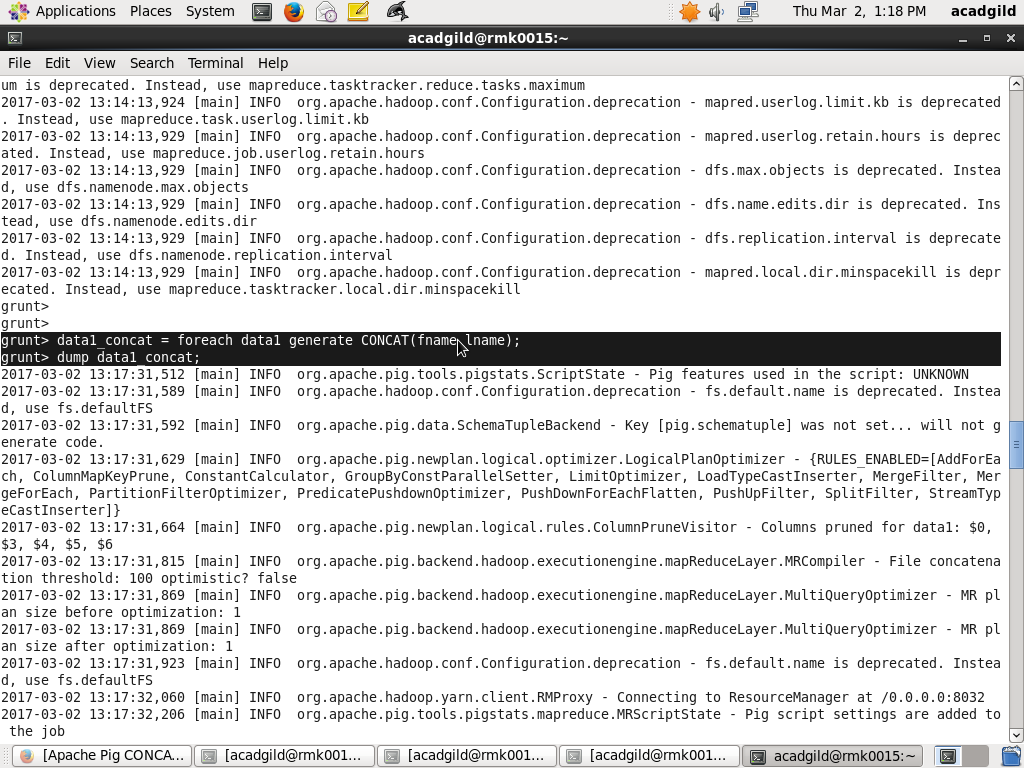 Applications Places System Thu Mar 2, 1:18 PM acadgild
acadgild@rmk0015:~
File Edit View Search Terminal Help
um is deprecated. Instead, use mapreduce.tasktracker.reduce.tasks.maximum
2017-03-02 13:14:13,924 [main] INFO  org.apache.hadoop.conf.Configuration.deprecation - mapred.userlog.limit.kb is deprecated
. Instead, use mapreduce.task.userlog.limit.kb
2017-03-02 13:14:13,929 [main] INFO  org.apache.hadoop.conf.Configuration.deprecation - mapred.userlog.retain.hours is deprec
ated. Instead, use mapreduce.job.userlog.retain.hours
2017-03-02 13:14:13,929 [main] INFO  org.apache.hadoop.conf.Configuration.deprecation - dfs.max.objects is deprecated. Instea
d, use dfs.namenode.max.objects
2017-03-02 13:14:13,929 [main] INFO  org.apache.hadoop.conf.Configuration.deprecation - dfs.name.edits.dir is deprecated. Ins
tead, use dfs.namenode.edits.dir
2017-03-02 13:14:13,929 [main] INFO  org.apache.hadoop.conf.Configuration.deprecation - dfs.replication.interval is deprecate
d. Instead, use dfs.namenode.replication.interval
2017-03-02 13:14:13,929 [main] INFO  org.apache.hadoop.conf.Configuration.deprecation - mapred.local.dir.minspacekill is depr
ecated. Instead, use mapreduce.tasktracker.local.dir.minspacekill
grunt>
grunt>
grunt> data1_concat = foreach data1 generate CONCAT(fname,lname);
grunt> dump data1_concat;
2017-03-02 13:17:31,512 [main] INFO  org.apache.pig.tools.pigstats.ScriptState - Pig features used in the script: UNKNOWN
2017-03-02 13:17:31,589 [main] INFO  org.apache.hadoop.conf.Configuration.deprecation - fs.default.name is deprecated. Instea
d, use fs.defaultFS
2017-03-02 13:17:31,592 [main] INFO  org.apache.pig.data.SchemaTupleBackend - Key [pig.schematuple] was not set... will not g
enerate code.
2017-03-02 13:17:31,629 [main] INFO  org.apache.pig.newplan.logical.optimizer.LogicalPlanOptimizer - {RULES_ENABLED=[AddForEa
ch, ColumnMapKeyPrune, ConstantCalculator, GroupByConstParallelSetter, LimitOptimizer, LoadTypeCastInserter, MergeFilter, Mer
geForEach, PartitionFilterOptimizer, PredicatePushdownOptimizer, PushDownForEachFlatten, PushUpFilter, SplitFilter, StreamTyp
eCastInserter]}
2017-03-02 13:17:31,664 [main] INFO  org.apache.pig.newplan.logical.rules.ColumnPruneVisitor - Columns pruned for data1: $0,
$3, $4, $5, $6
2017-03-02 13:17:31,815 [main] INFO  org.apache.pig.backend.hadoop.executionengine.mapReduceLayer.MRCompiler - File concatena
tion threshold: 100 optimistic? false
2017-03-02 13:17:31,869 [main] INFO  org.apache.pig.backend.hadoop.executionengine.mapReduceLayer.MultiQueryOptimizer - MR pl
an size before optimization: 1
2017-03-02 13:17:31,869 [main] INFO  org.apache.pig.backend.hadoop.executionengine.mapReduceLayer.MultiQueryOptimizer - MR pl
an size after optimization: 1
2017-03-02 13:17:31,923 [main] INFO  org.apache.hadoop.conf.Configuration.deprecation - fs.default.name is deprecated. Instea
d, use fs.defaultFS
2017-03-02 13:17:32,060 [main] INFO  org.apache.hadoop.yarn.client.RMProxy - Connecting to ResourceManager at /0.0.0.0:8032
2017-03-02 13:17:32,206 [main] INFO  org.apache.pig.tools.pigstats.mapreduce.MRScriptState - Pig script settings are added to
 the job
[Apache Pig CONCA... [acadgild@rmk001... [acadgild@rmk001... [acadgild@rmk001... acadgild@rmk0015:~